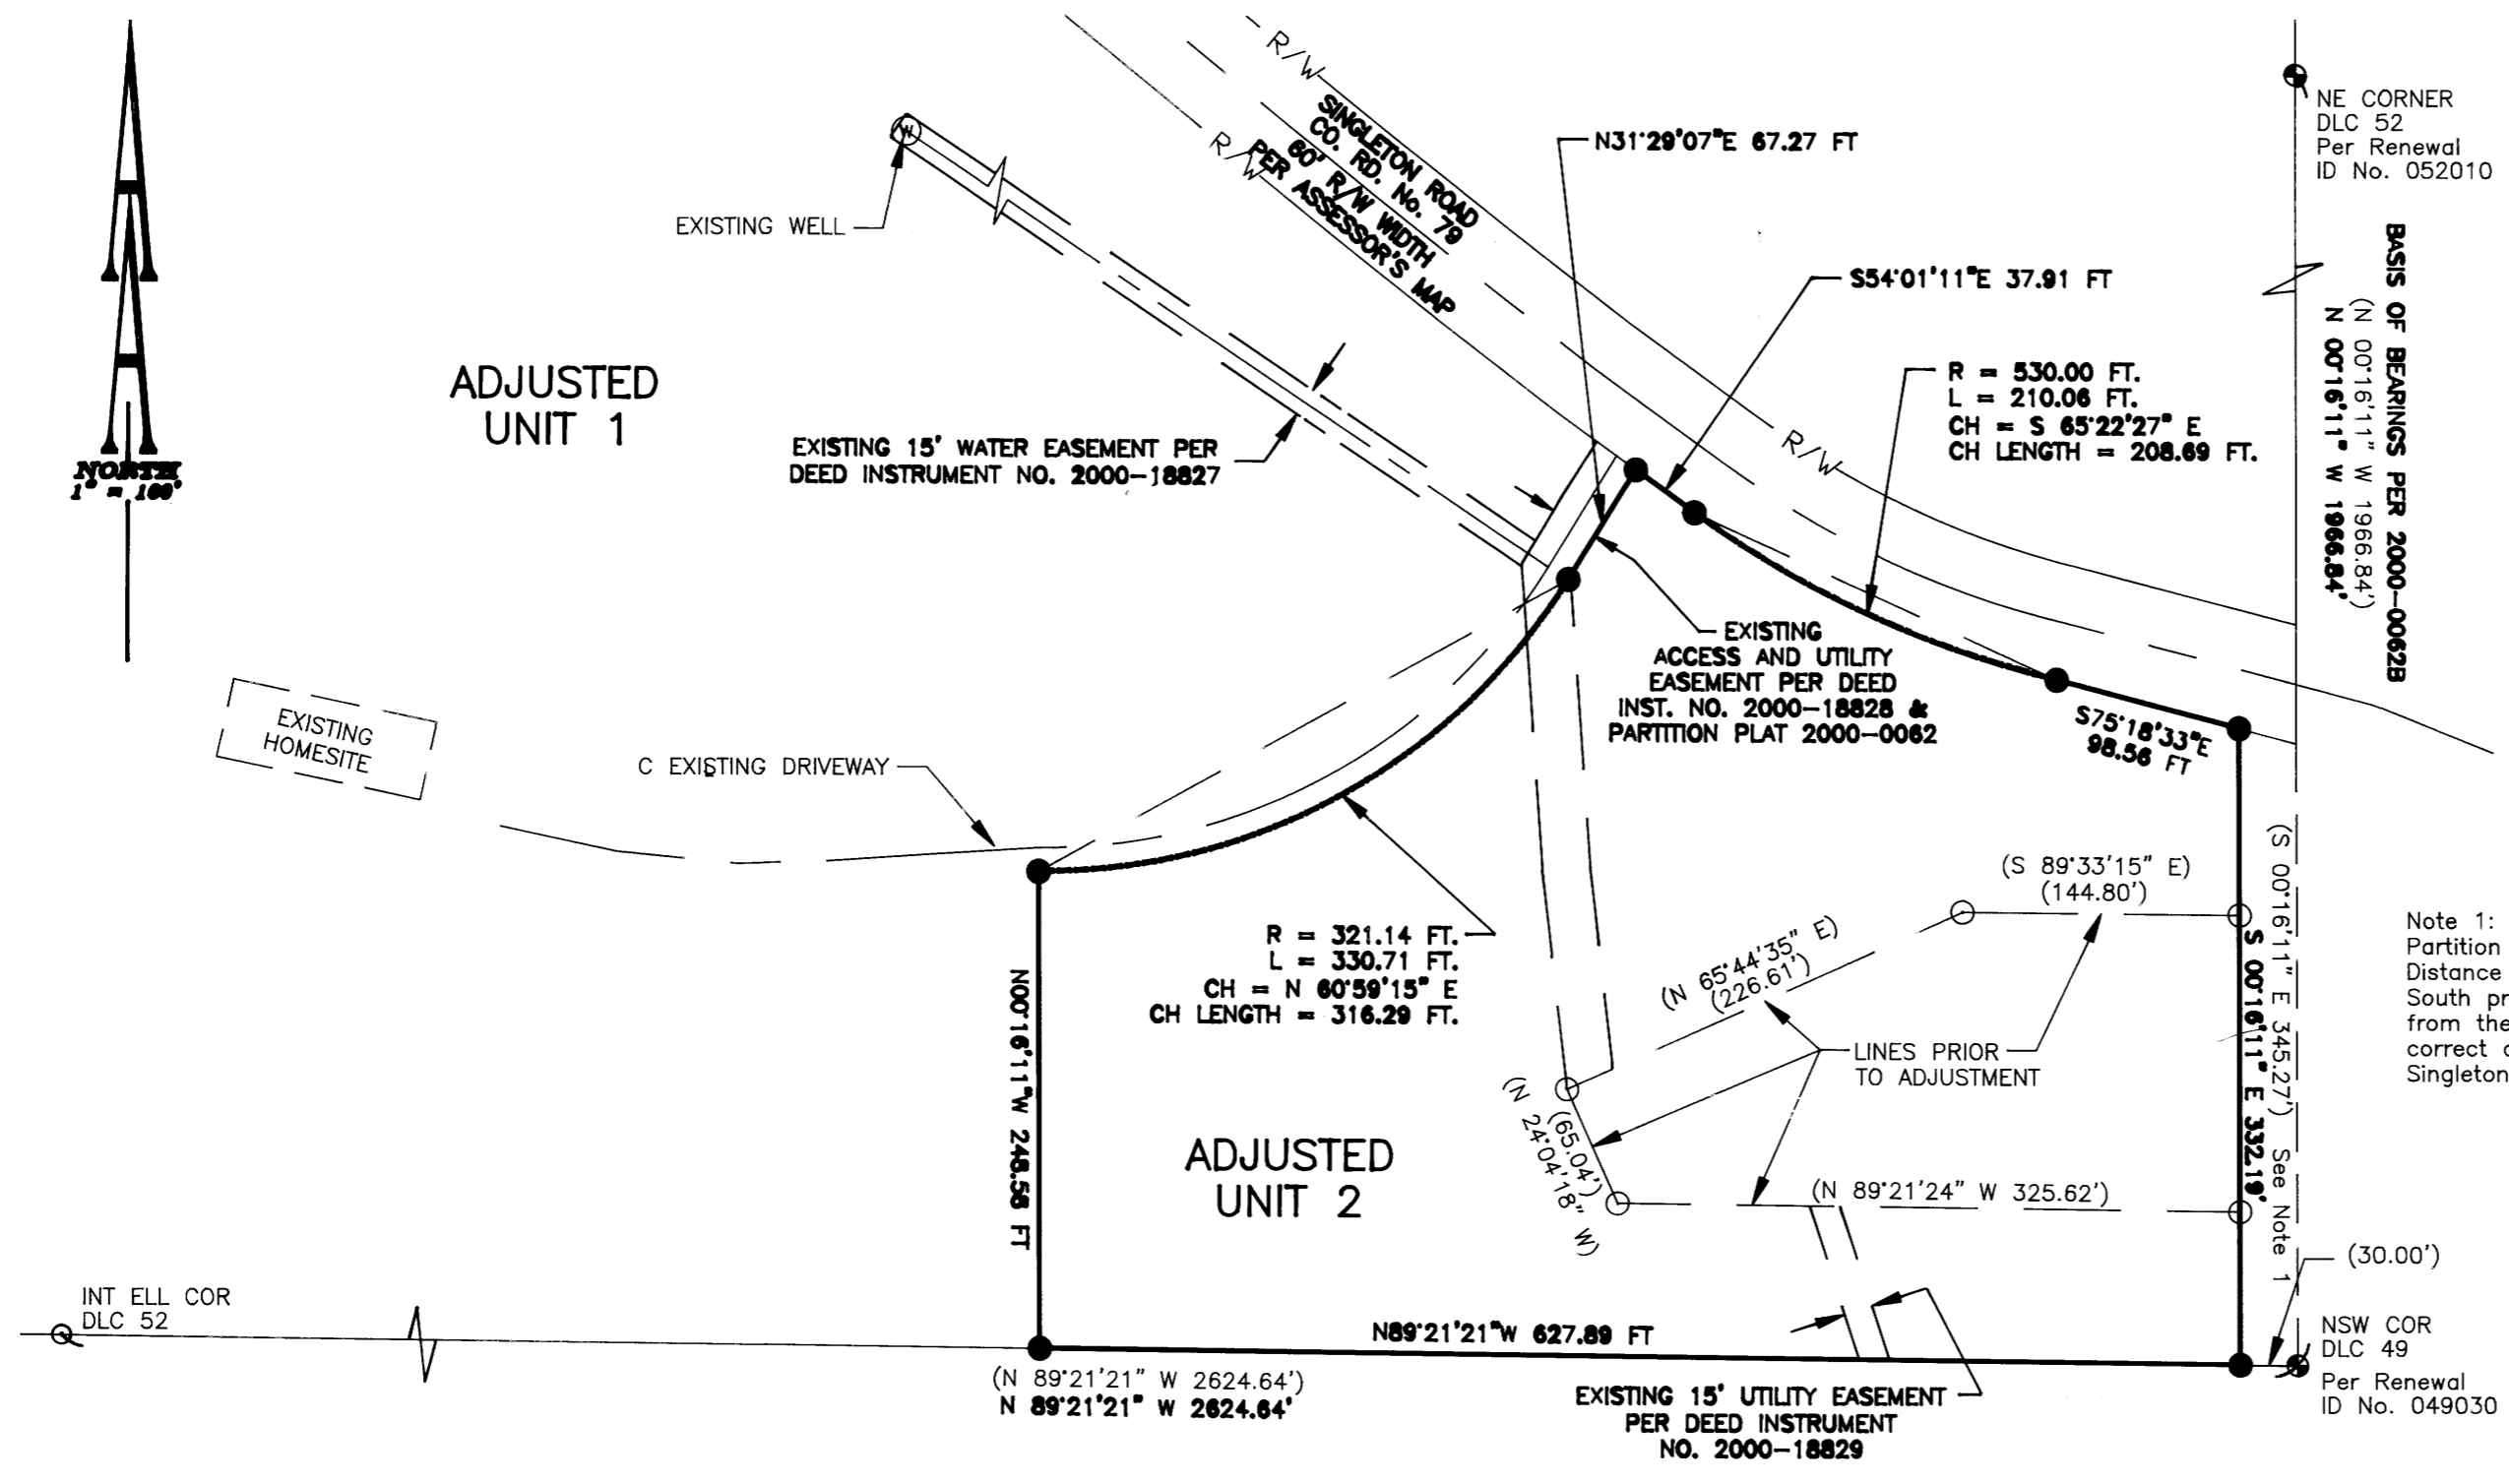 NORTH
1" = 100'
R/W
SINGLETON ROAD
CO. RD. No. 79
60' R/W WIDTH
PER ASSESSOR'S MAP
R/W
NE CORNER
DLC 52
Per Renewal
ID No. 052010
N31°29'07"E 67.27 FT
EXISTING WELL
W
S54°01'11"E 37.91 FT
BASIS OF BEARINGS PER 2000-0062B
(N 00°16'11" W 1966.84')
N 00°16'11" W 1966.84'
ADJUSTED
UNIT 1
R = 530.00 FT.
L = 210.06 FT.
CH = S 65°22'27" E
CH LENGTH = 208.69 FT.
R/W
EXISTING 15' WATER EASEMENT PER
DEED INSTRUMENT NO. 2000-18827
EXISTING
ACCESS AND UTILITY
EASEMENT PER DEED
INST. NO. 2000-18828 &
PARTITION PLAT 2000-0062
S75°18'33"E
98.56 FT
EXISTING
HOMESITE
C EXISTING DRIVEWAY
(S 89°33'15" E)
(144.80')
(S 00°16'11" E 345.27') See Note 1
S 00°16'11" E 332.19'
Note 1:
Partition
Distance
South pr
from the
correct
Singleton
R = 321.14 FT.
L = 330.71 FT.
CH = N 60°59'15" E
CH LENGTH = 316.29 FT.
(N 65°44'35" E)
(226.61')
N00°16'11"W 248.56 FT
LINES PRIOR
TO ADJUSTMENT
(65.04')
(N 24°04'18" W)
ADJUSTED
UNIT 2
(N 89°21'24" W 325.62')
(30.00')
INT ELL COR
DLC 52
N89°21'21"W 627.89 FT
NSW COR
DLC 49
Per Renewal
ID No. 049030
(N 89°21'21" W 2624.64')
N 89°21'21" W 2624.64'
EXISTING 15' UTILITY EASEMENT
PER DEED INSTRUMENT
NO. 2000-18829